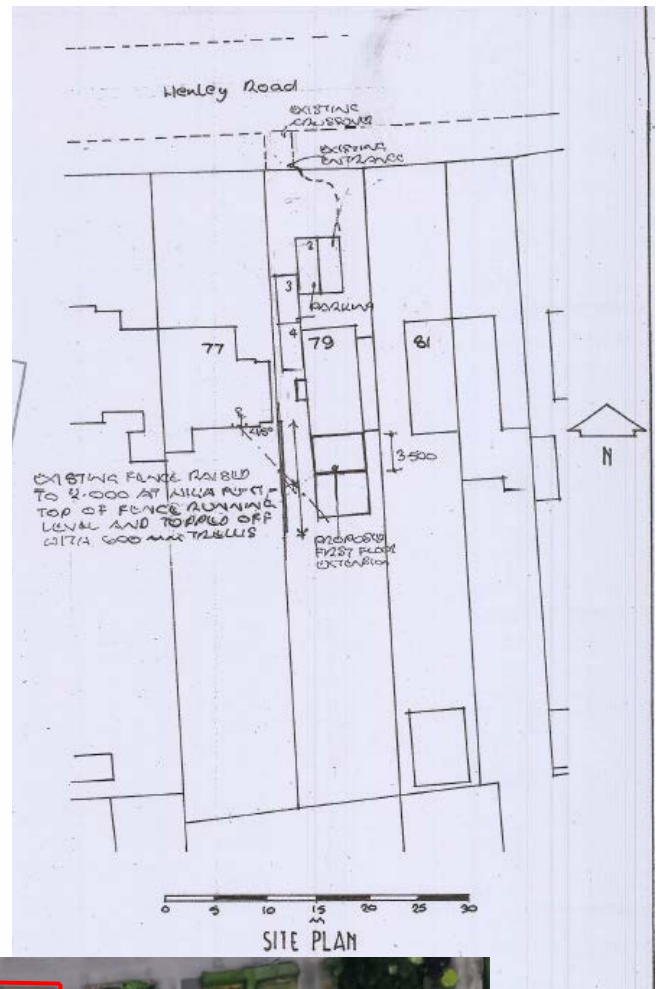 Henley Road
EXISTING
CROSSOVER
EXISTING
ENTRANCE
2
3
PARKING
4
77
79
81
45°
3500
N
EXISTING FENCE RAISED
TO 2.000 AT HIGH POINT,
TOP OF FENCE RUNNING
LEVEL AND TOPPED OFF
WITH 600 mm TRELLIS
PROPOSED
FIRST FLOOR
EXTENSION
0 5 10 15 20 25 30
m
SITE PLAN